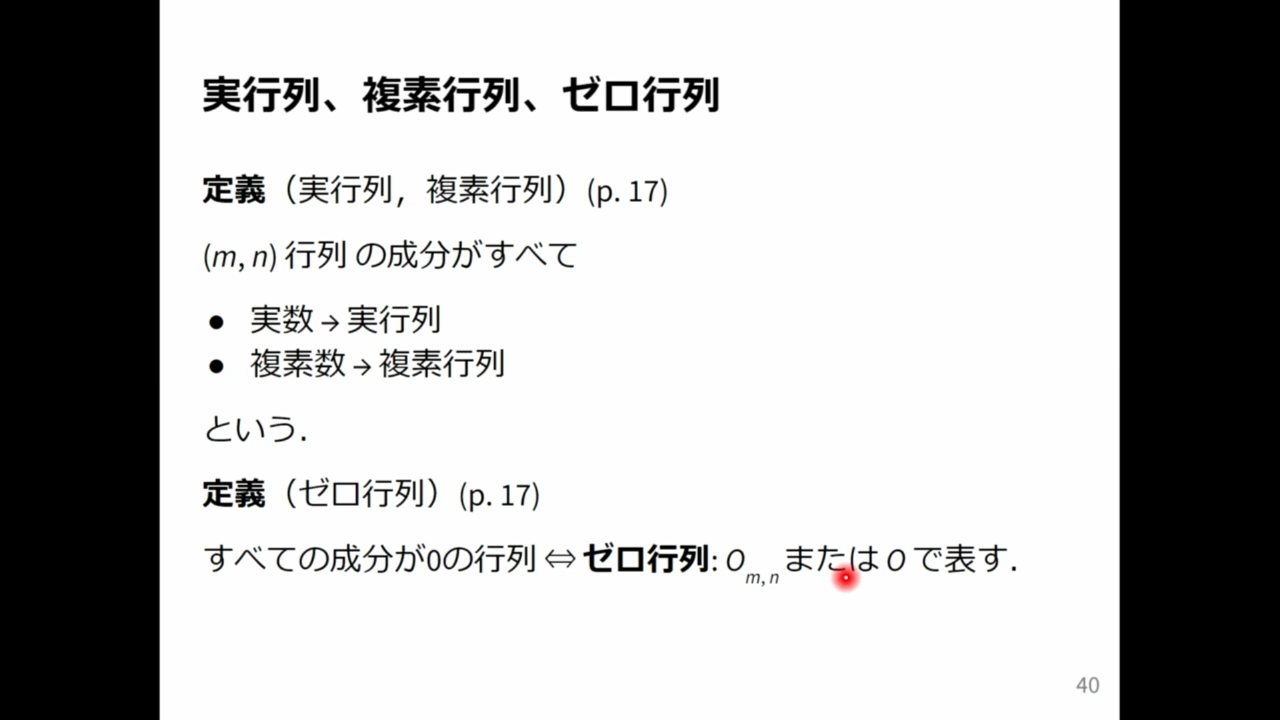 実行列、複素行列、ゼロ行列
定義（実行列，複素行列）(p. 17)
(m, n) 行列 の成分がすべて
● 実数 → 実行列
● 複素数 → 複素行列
という．
定義（ゼロ行列）(p. 17)
すべての成分が0の行列 ⇔ ゼロ行列: O_{m, n} または O で表す．
40